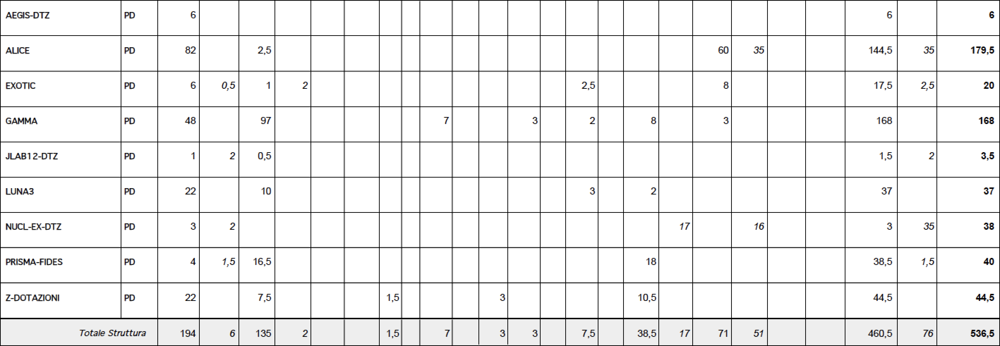 AEGIS-DTZ PD 6 6 6
ALICE PD 82 2,5 60 35 144,5 35 179,5
EXOTIC PD 6 0,5 1 2 2,5 8 17,5 2,5 20
GAMMA PD 48 97 7 3 2 8 3 168 168
JLAB12-DTZ PD 1 2 0,5 1,5 2 3,5
LUNA3 PD 22 10 3 2 37 37
NUCL-EX-DTZ PD 3 2 17 16 3 35 38
PRISMA-FIDES PD 4 1,5 16,5 18 38,5 1,5 40
Z-DOTAZIONI PD 22 7,5 1,5 3 10,5 44,5 44,5
Totale Struttura 194 6 135 2 1,5 7 3 3 7,5 38,5 17 71 51 460,5 76 536,5